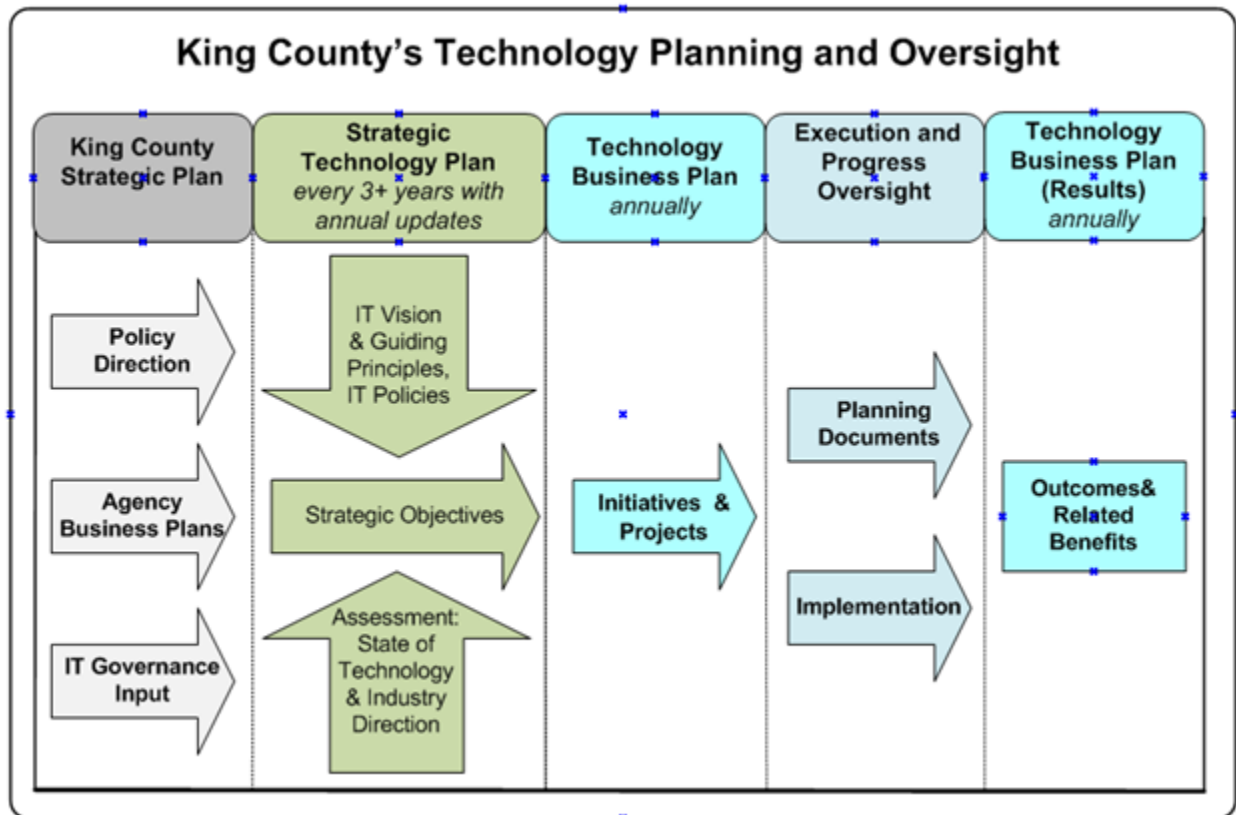 King County's Technology Planning and Oversight
King County
Strategic Plan
Strategic
Technology Plan
every 3+ years with
annual updates
Technology
Business Plan
annually
Execution and
Progress
Oversight
Technology
Business Plan
(Results)
annually
Policy
Direction
Agency
Business Plans
IT Governance
Input
IT Vision
& Guiding
Principles,
IT Policies
Strategic Objectives
Assessment:
State of
Technology
& Industry
Direction
Initiatives & 
Projects
Planning
Documents
Implementation
Outcomes&
Related
Benefits